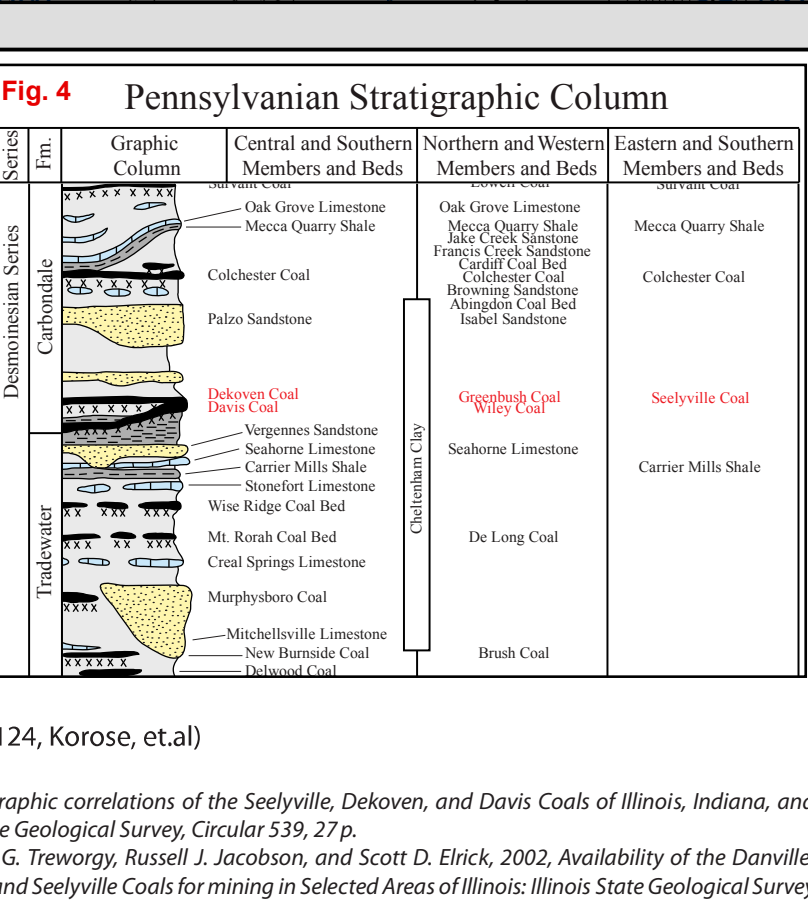 Fig. 4
Pennsylvanian Stratigraphic Column
Series
Fm.
Graphic
Column
Central and Southern
Members and Beds
Northern and Western
Members and Beds
Eastern and Southern
Members and Beds
Desmoinesian Series
Carbondale
Tradewater
Survant Coal
Oak Grove Limestone
Mecca Quarry Shale
Colchester Coal
Palzo Sandstone
Dekoven Coal
Davis Coal
Vergennes Sandstone
Seahorne Limestone
Carrier Mills Shale
Stonefort Limestone
Wise Ridge Coal Bed
Mt. Rorah Coal Bed
Creal Springs Limestone
Murphysboro Coal
Mitchellsville Limestone
New Burnside Coal
Delwood Coal
Cheltenham Clay
Lowell Coal
Oak Grove Limestone
Mecca Quarry Shale
Jake Creek Sanstone
Francis Creek Sandstone
Cardiff Coal Bed
Colchester Coal
Browning Sandstone
Abingdon Coal Bed
Isabel Sandstone
Greenbush Coal
Wiley Coal
Seahorne Limestone
De Long Coal
Brush Coal
Survant Coal
Mecca Quarry Shale
Colchester Coal
Seelyville Coal
Carrier Mills Shale
124, Korose, et.al)
raphic correlations of the Seelyville, Dekoven, and Davis Coals of Illinois, Indiana, and
e Geological Survey, Circular 539, 27 p.
G. Treworgy, Russell J. Jacobson, and Scott D. Elrick, 2002, Availability of the Danville
and Seelyville Coals for mining in Selected Areas of Illinois: Illinois State Geological Survey